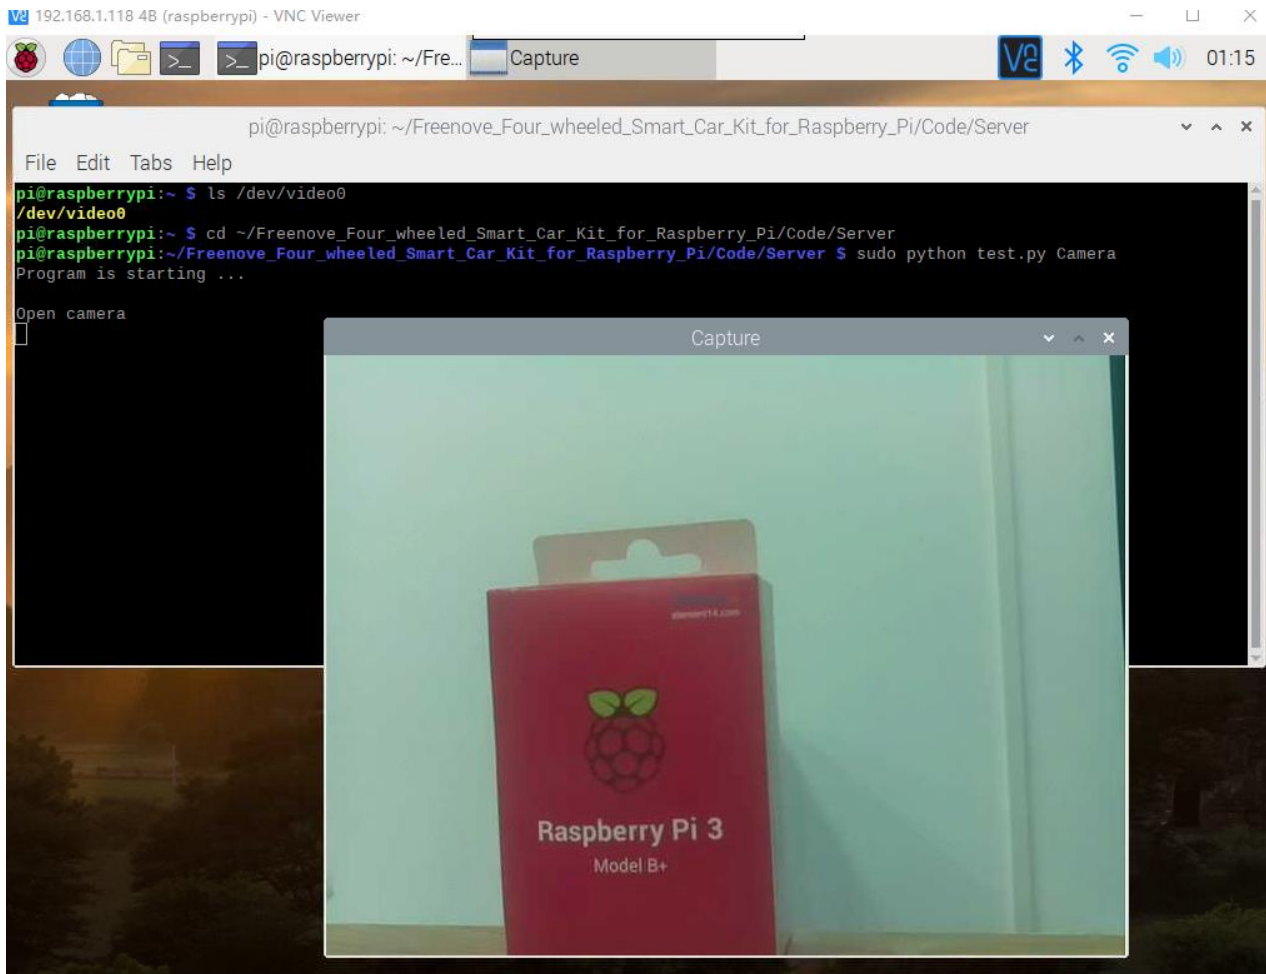 192.168.1.118 4B (raspberrypi) - VNC Viewer
pi@raspberrypi: ~/Fre... Capture 01:15
pi@raspberrypi: ~/Freenove_Four_wheeled_Smart_Car_Kit_for_Raspberry_Pi/Code/Server
File Edit Tabs Help
pi@raspberrypi:~ $ ls /dev/video0
/dev/video0
pi@raspberrypi:~ $ cd ~/Freenove_Four_wheeled_Smart_Car_Kit_for_Raspberry_Pi/Code/Server
pi@raspberrypi:~/Freenove_Four_wheeled_Smart_Car_Kit_for_Raspberry_Pi/Code/Server $ sudo python test.py Camera
Program is starting ...
Open camera
Capture
element14.com
Raspberry Pi 3
Model B+